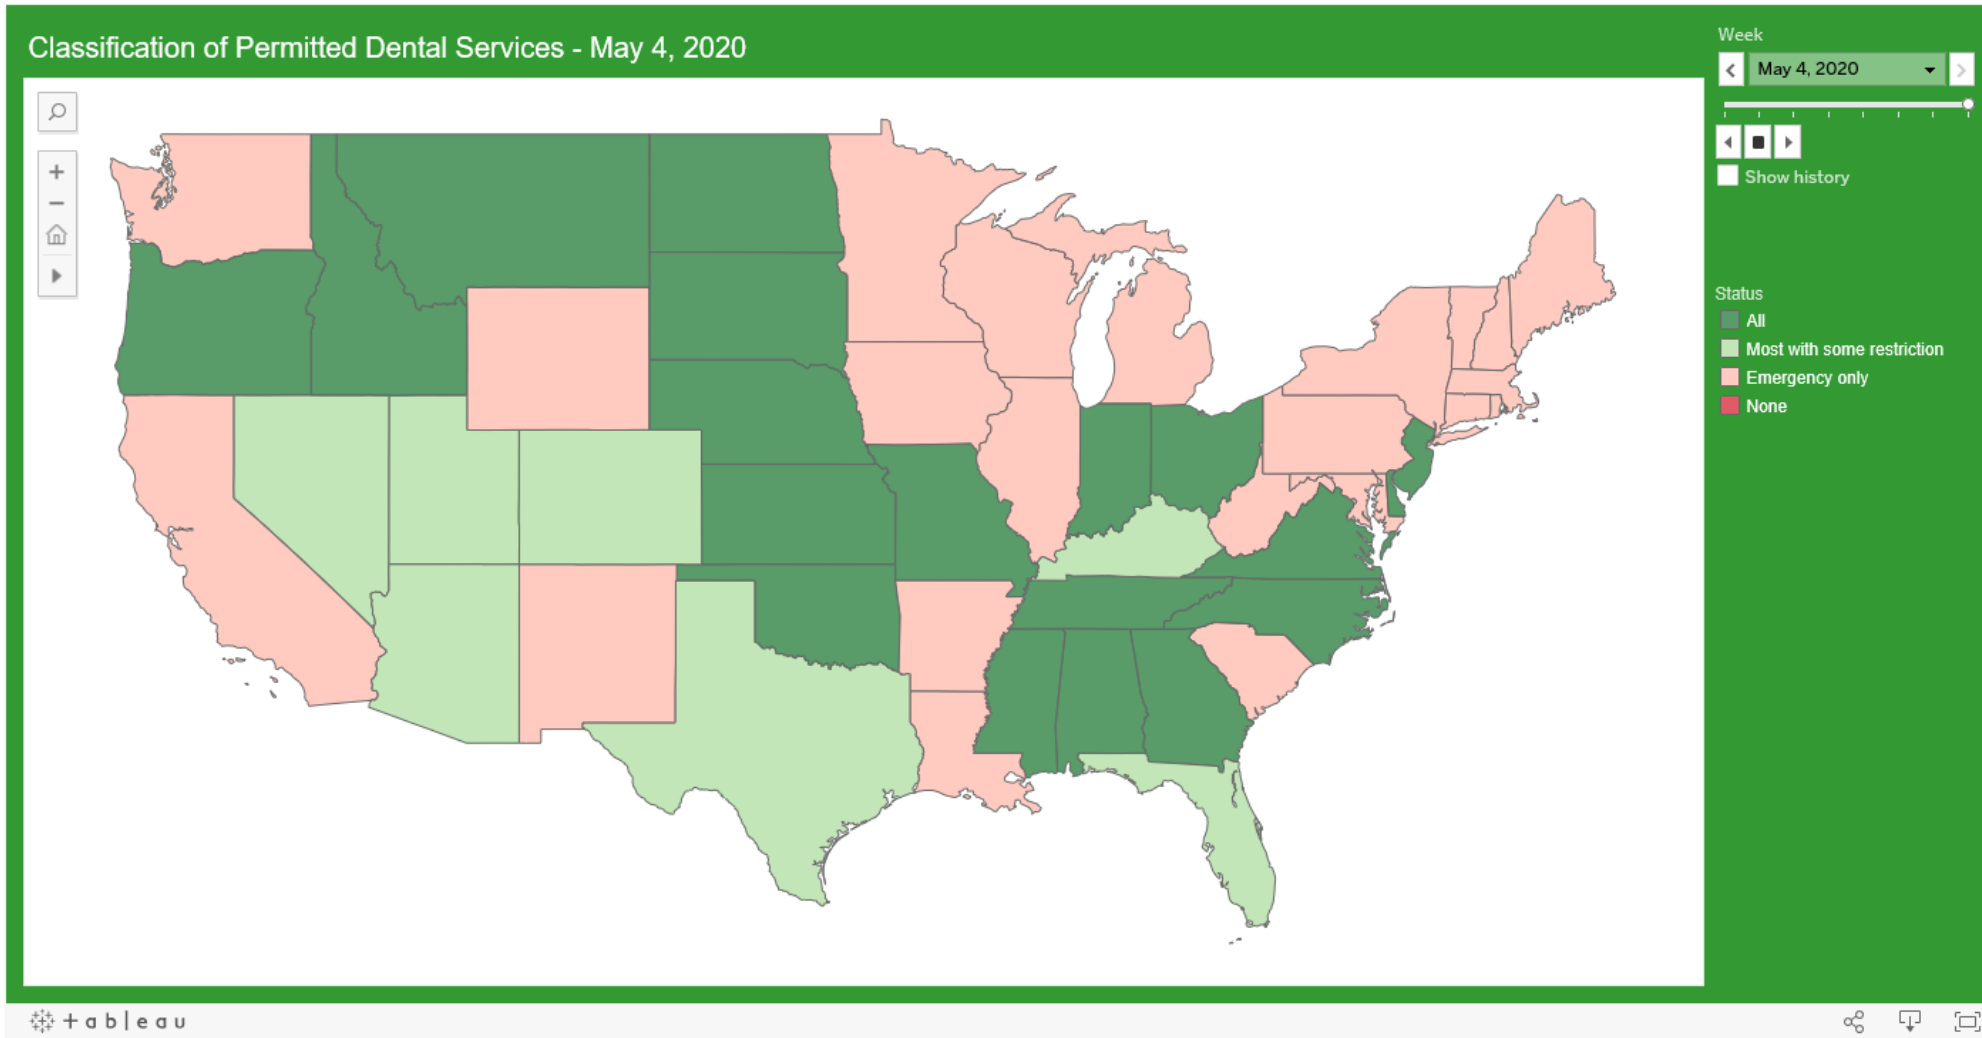 Classification of Permitted Dental Services - May 4, 2020
Week
May 4, 2020
Show history
Status
All
Most with some restriction
Emergency only
None
+ a b l e a u